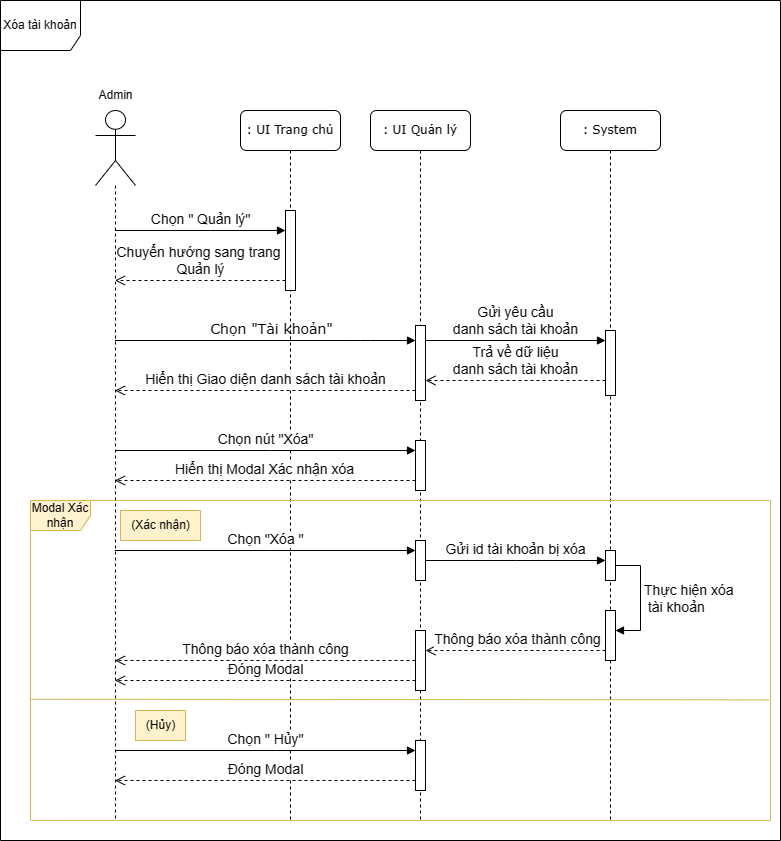 Xóa tài khoản
Admin
: UI Trang chủ
: UI Quản lý
: System
Chọn " Quản lý"
Chuyển hướng sang trang
Quản lý
Gửi yêu cầu
danh sách tài khoản
Chọn "Tài khoản"
Trả về dữ liệu
danh sách tài khoản
Hiển thị Giao diện danh sách tài khoản
Chọn nút "Xóa"
Hiển thị Modal Xác nhận xóa
Modal Xác
nhận
(Xác nhận)
Chọn "Xóa "
Gửi id tài khoản bị xóa
Thực hiện xóa
tài khoản
Thông báo xóa thành công
Thông báo xóa thành công
Đóng Modal
(Hủy)
Chọn " Hủy"
Đóng Modal